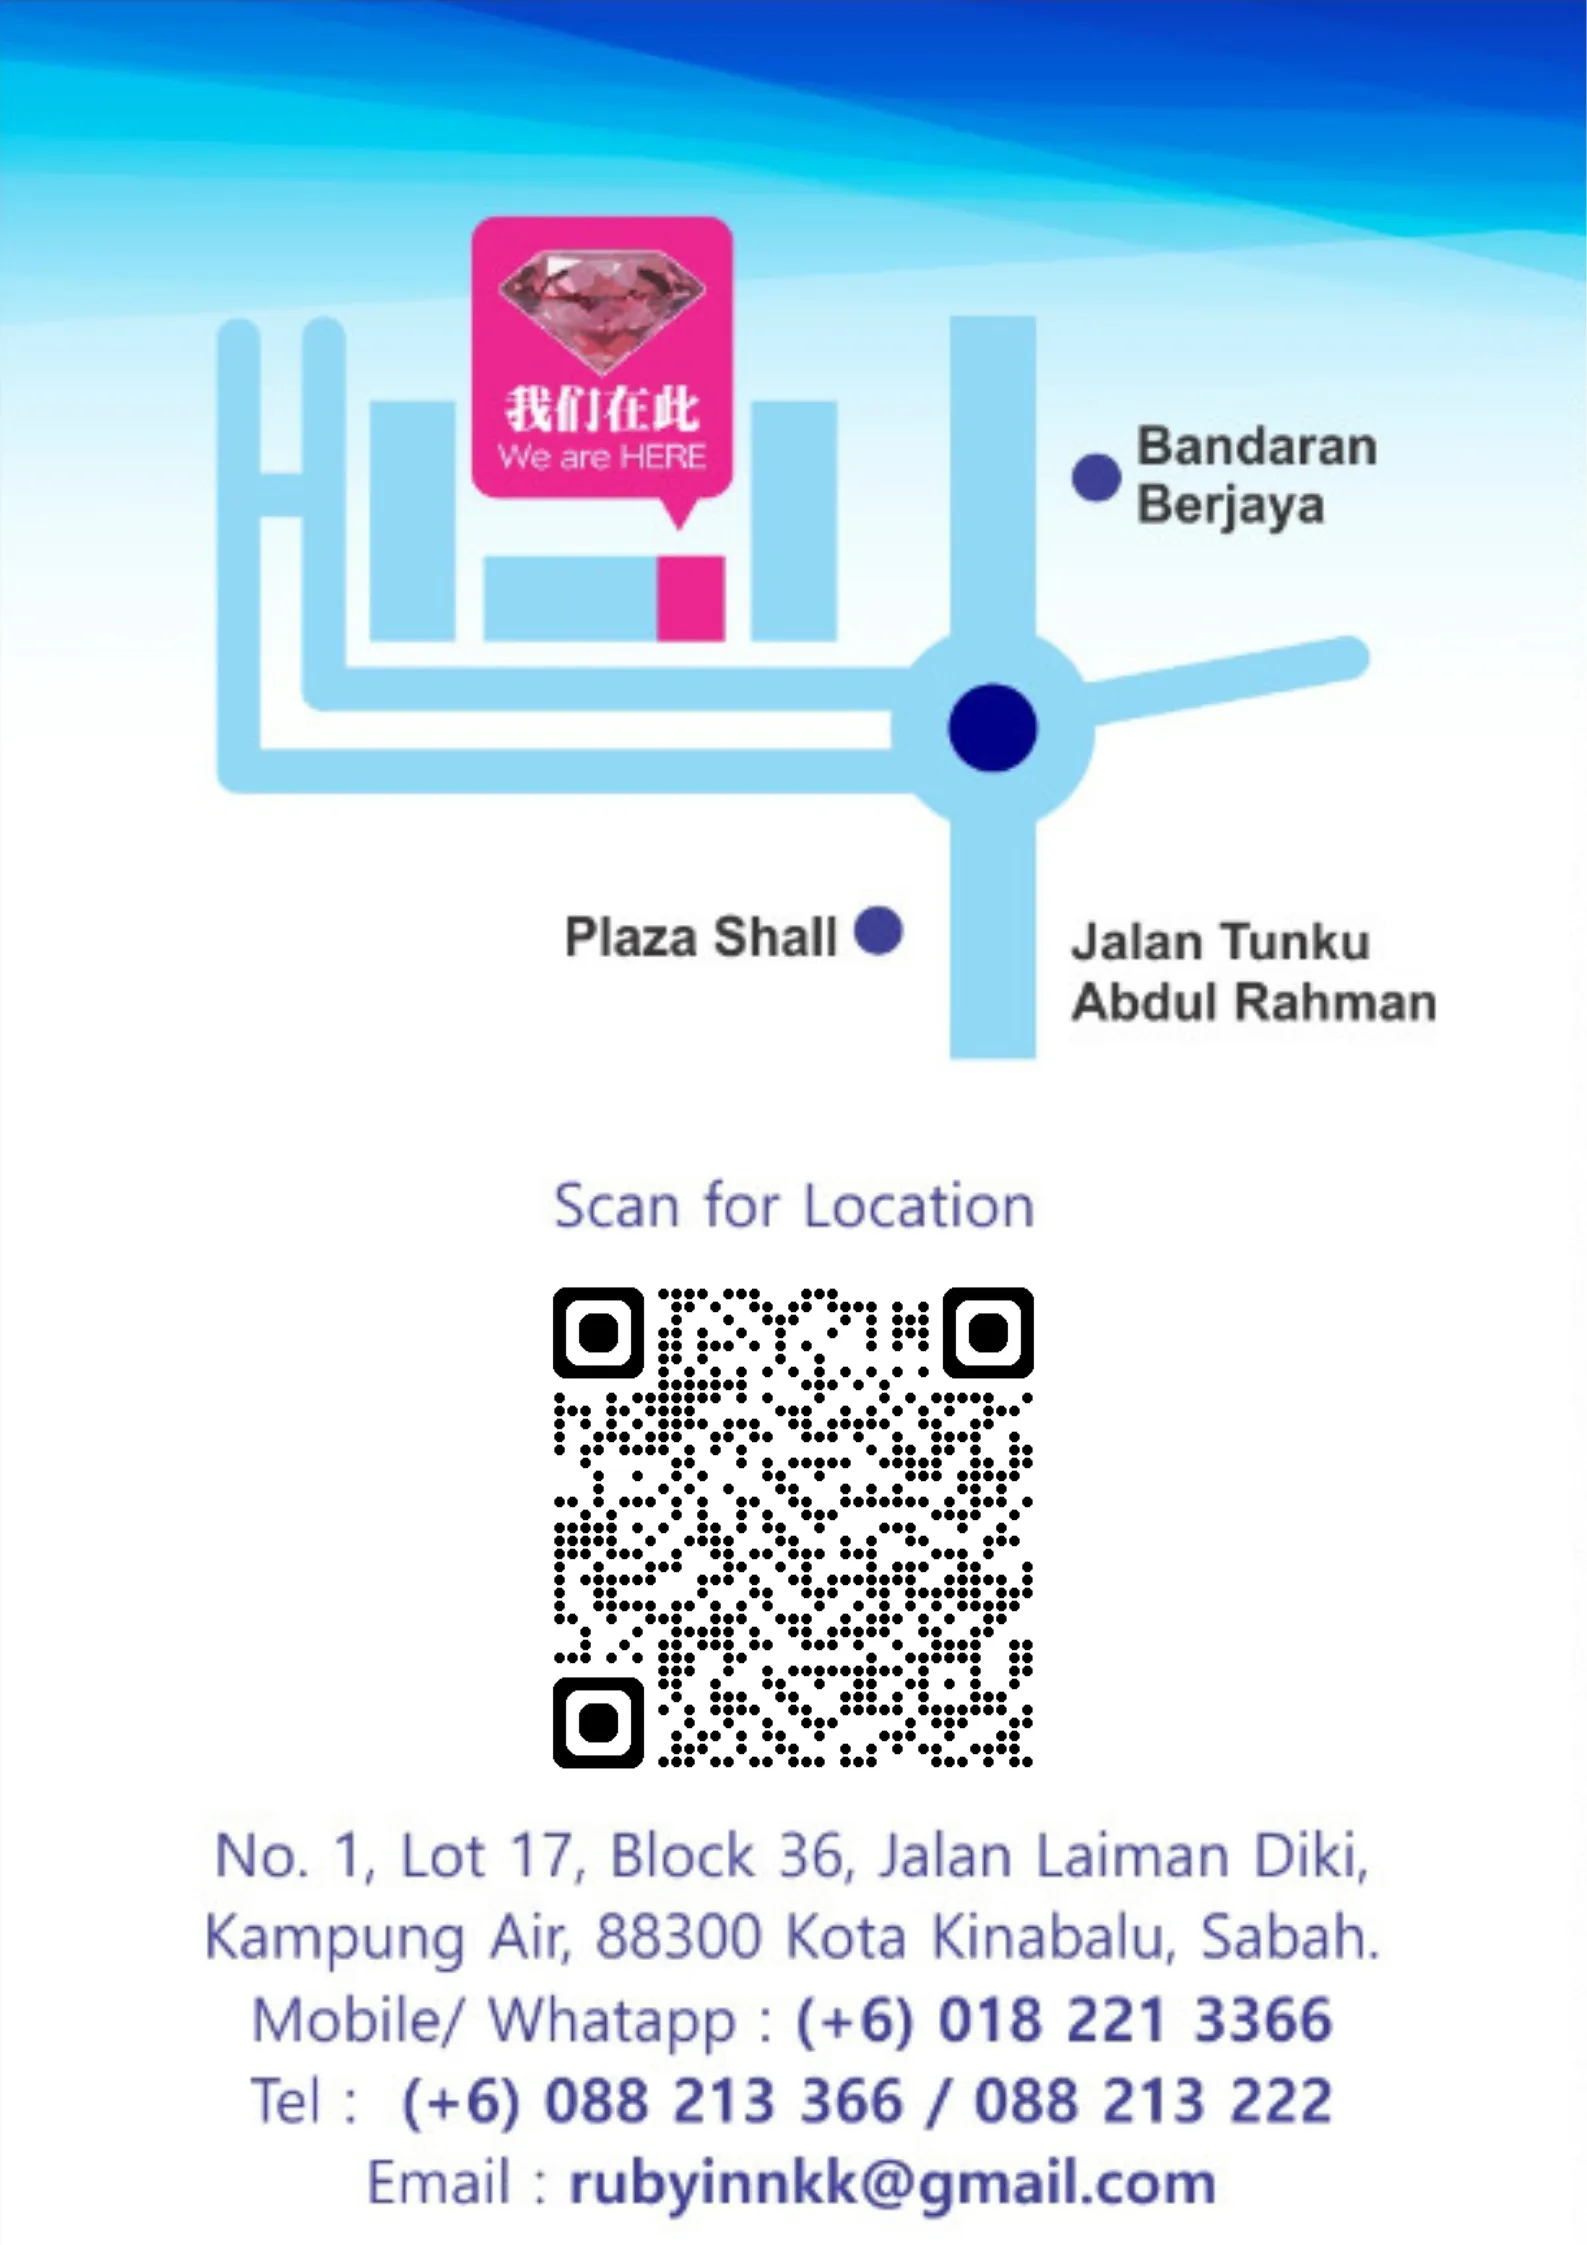 我们在此
We are HERE
Bandaran
Berjaya
Plaza Shall
Jalan Tunku
Abdul Rahman
Scan for Location
No. 1, Lot 17, Block 36, Jalan Laiman Diki,
Kampung Air, 88300 Kota Kinabalu, Sabah.
Mobile/ Whatapp : (+6) 018 221 3366
Tel : (+6) 088 213 366 / 088 213 222
Email : rubyinnkk@gmail.com